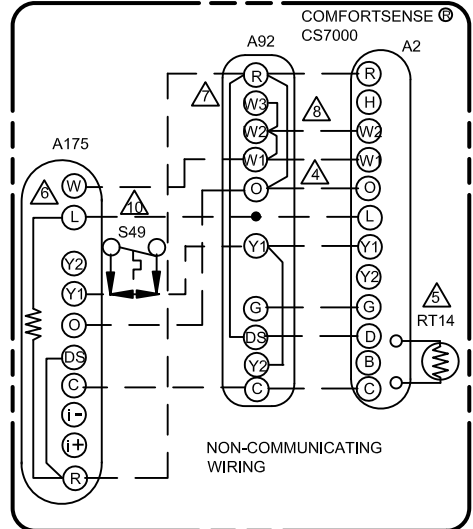 COMFORTSENSE ®
CS7000
A92
A2
A175
7
8
4
6
10
5
R
W3
W2
W1
O
Y1
G
DS
Y2
C
R
H
W2
W1
O
L
Y1
Y2
G
D
B
C
W
L
Y2
Y1
O
DS
C
i-
i+
R
S49
RT14
NON-COMMUNICATING
WIRING